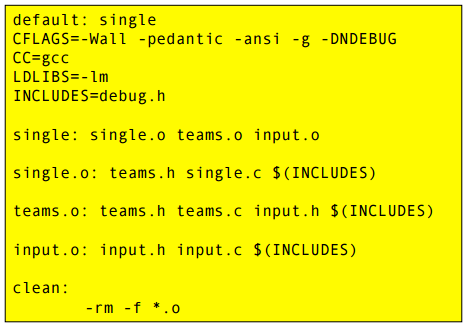 default: single
CFLAGS=-Wall -pedantic -ansi -g -DNDEBUG
CC=gcc
LDLIBS=-lm
INCLUDES=debug.h
single: single.o teams.o input.o
single.o: teams.h single.c $(INCLUDES)
teams.o: teams.h teams.c input.h $(INCLUDES)
input.o: input.h input.c $(INCLUDES)
clean:
-rm -f *.o